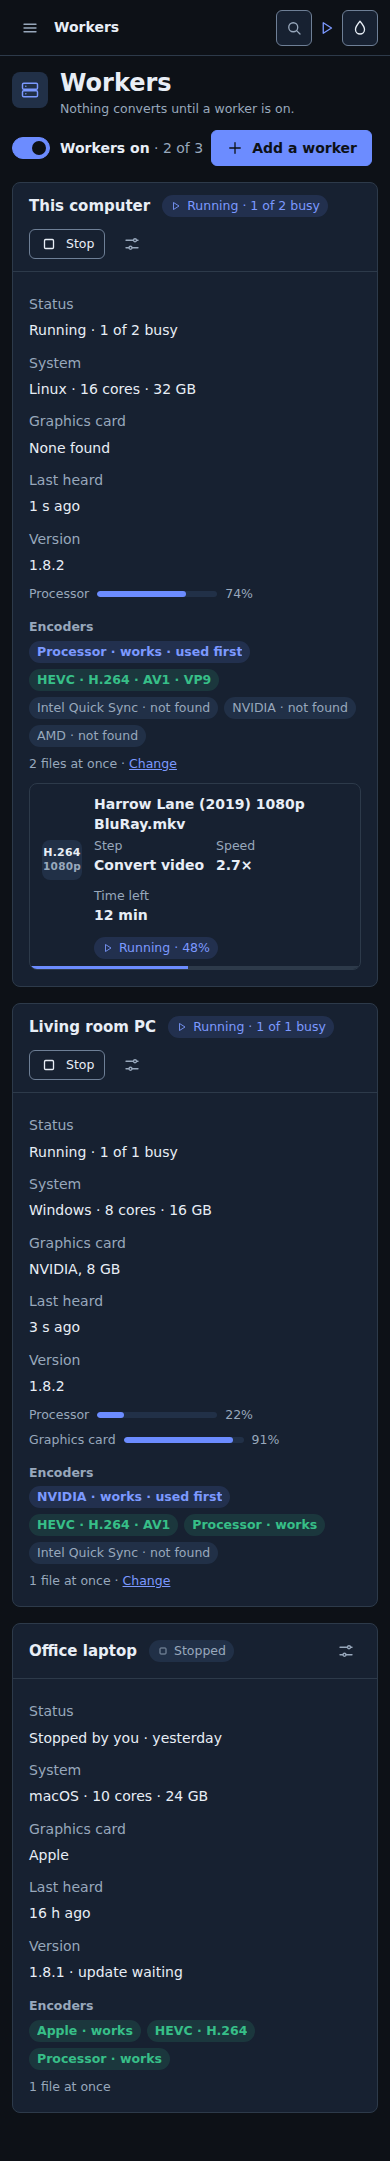 Workers
Workers
Nothing converts until a worker is on.
Workers on · 2 of 3
Add a worker
This computer
Running · 1 of 2 busy
Stop
Status
Running · 1 of 2 busy
System
Linux · 16 cores · 32 GB
Graphics card
None found
Last heard
1 s ago
Version
1.8.2
Processor 74%
Encoders
Processor · works · used first
HEVC · H.264 · AV1 · VP9
Intel Quick Sync · not found NVIDIA · not found
AMD · not found
2 files at once · Change
Harrow Lane (2019) 1080p
BluRay.mkv
H.264
1080p
Step Speed
Convert video 2.7×
Time left
12 min
Running · 48%
Living room PC
Running · 1 of 1 busy
Stop
Status
Running · 1 of 1 busy
System
Windows · 8 cores · 16 GB
Graphics card
NVIDIA, 8 GB
Last heard
3 s ago
Version
1.8.2
Processor 22%
Graphics card 91%
Encoders
NVIDIA · works · used first
HEVC · H.264 · AV1 Processor · works
Intel Quick Sync · not found
1 file at once · Change
Office laptop
Stopped
Status
Stopped by you · yesterday
System
macOS · 10 cores · 24 GB
Graphics card
Apple
Last heard
16 h ago
Version
1.8.1 · update waiting
Encoders
Apple · works HEVC · H.264
Processor · works
1 file at once